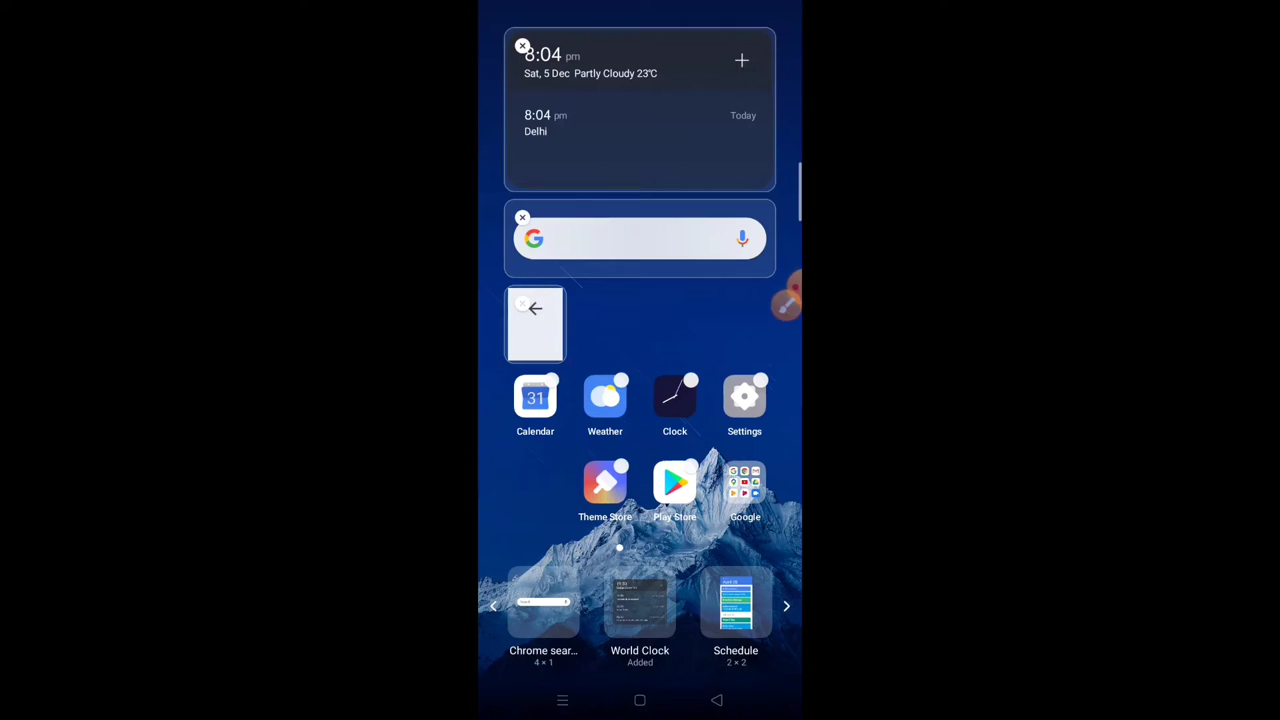 8:04 pm
Sat, 5 Dec Partly Cloudy 23°C
8:04 pm Today
Delhi
Calendar Weather Clock Settings
31
Theme Store Play Store Google
Chrome sear... World Clock Schedule
4 × 1 Added 2 × 2